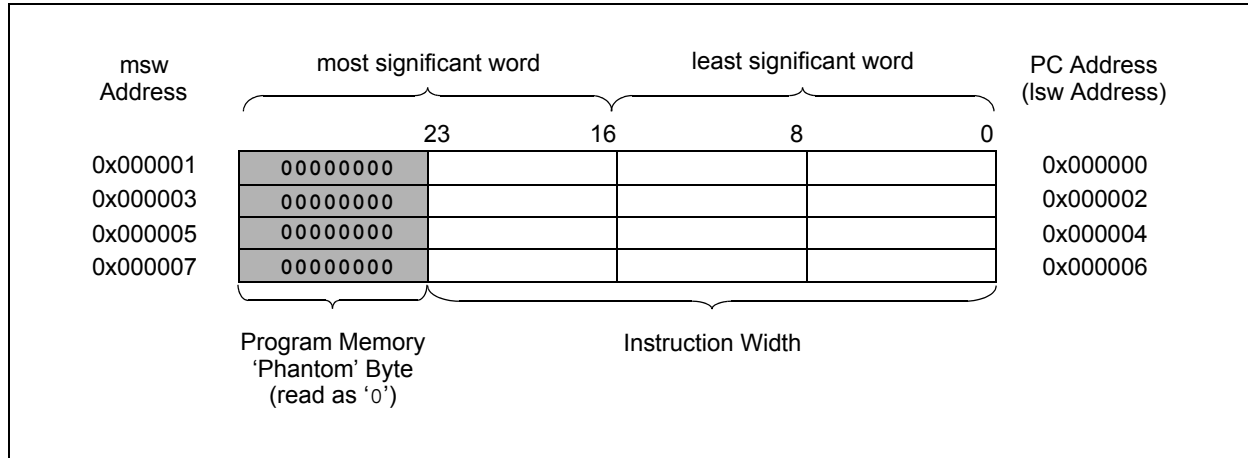 msw
Address
most significant word
least significant word
PC Address
(lsw Address)
23 16 8 0
0x000001 00000000 0x000000
0x000003 00000000 0x000002
0x000005 00000000 0x000004
0x000007 00000000 0x000006
Program Memory
‘Phantom’ Byte
(read as ‘0’)
Instruction Width